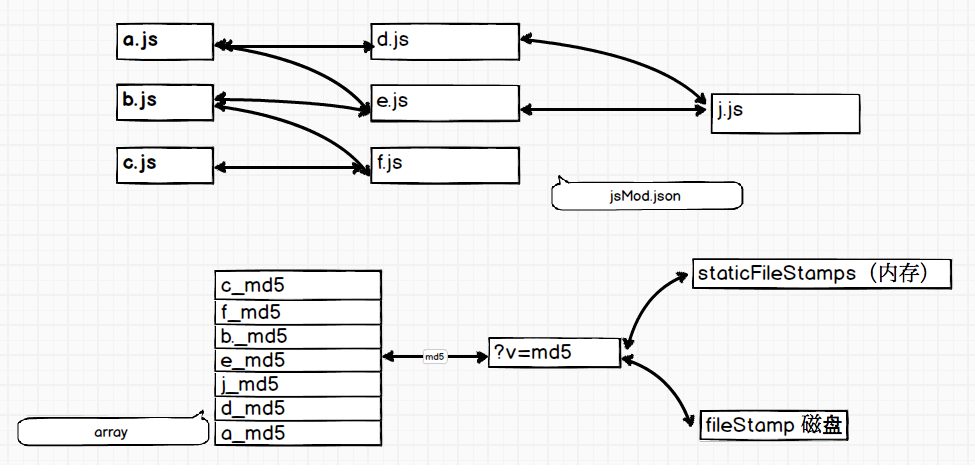 a.js
d.js
b.js
e.js
j.js
c.js
f.js
jsMod.json
c_md5
f_md5
b._md5
e_md5
j_md5
d_md5
a_md5
array
md5
?v=md5
staticFileStamps（内存）
fileStamp 磁盘